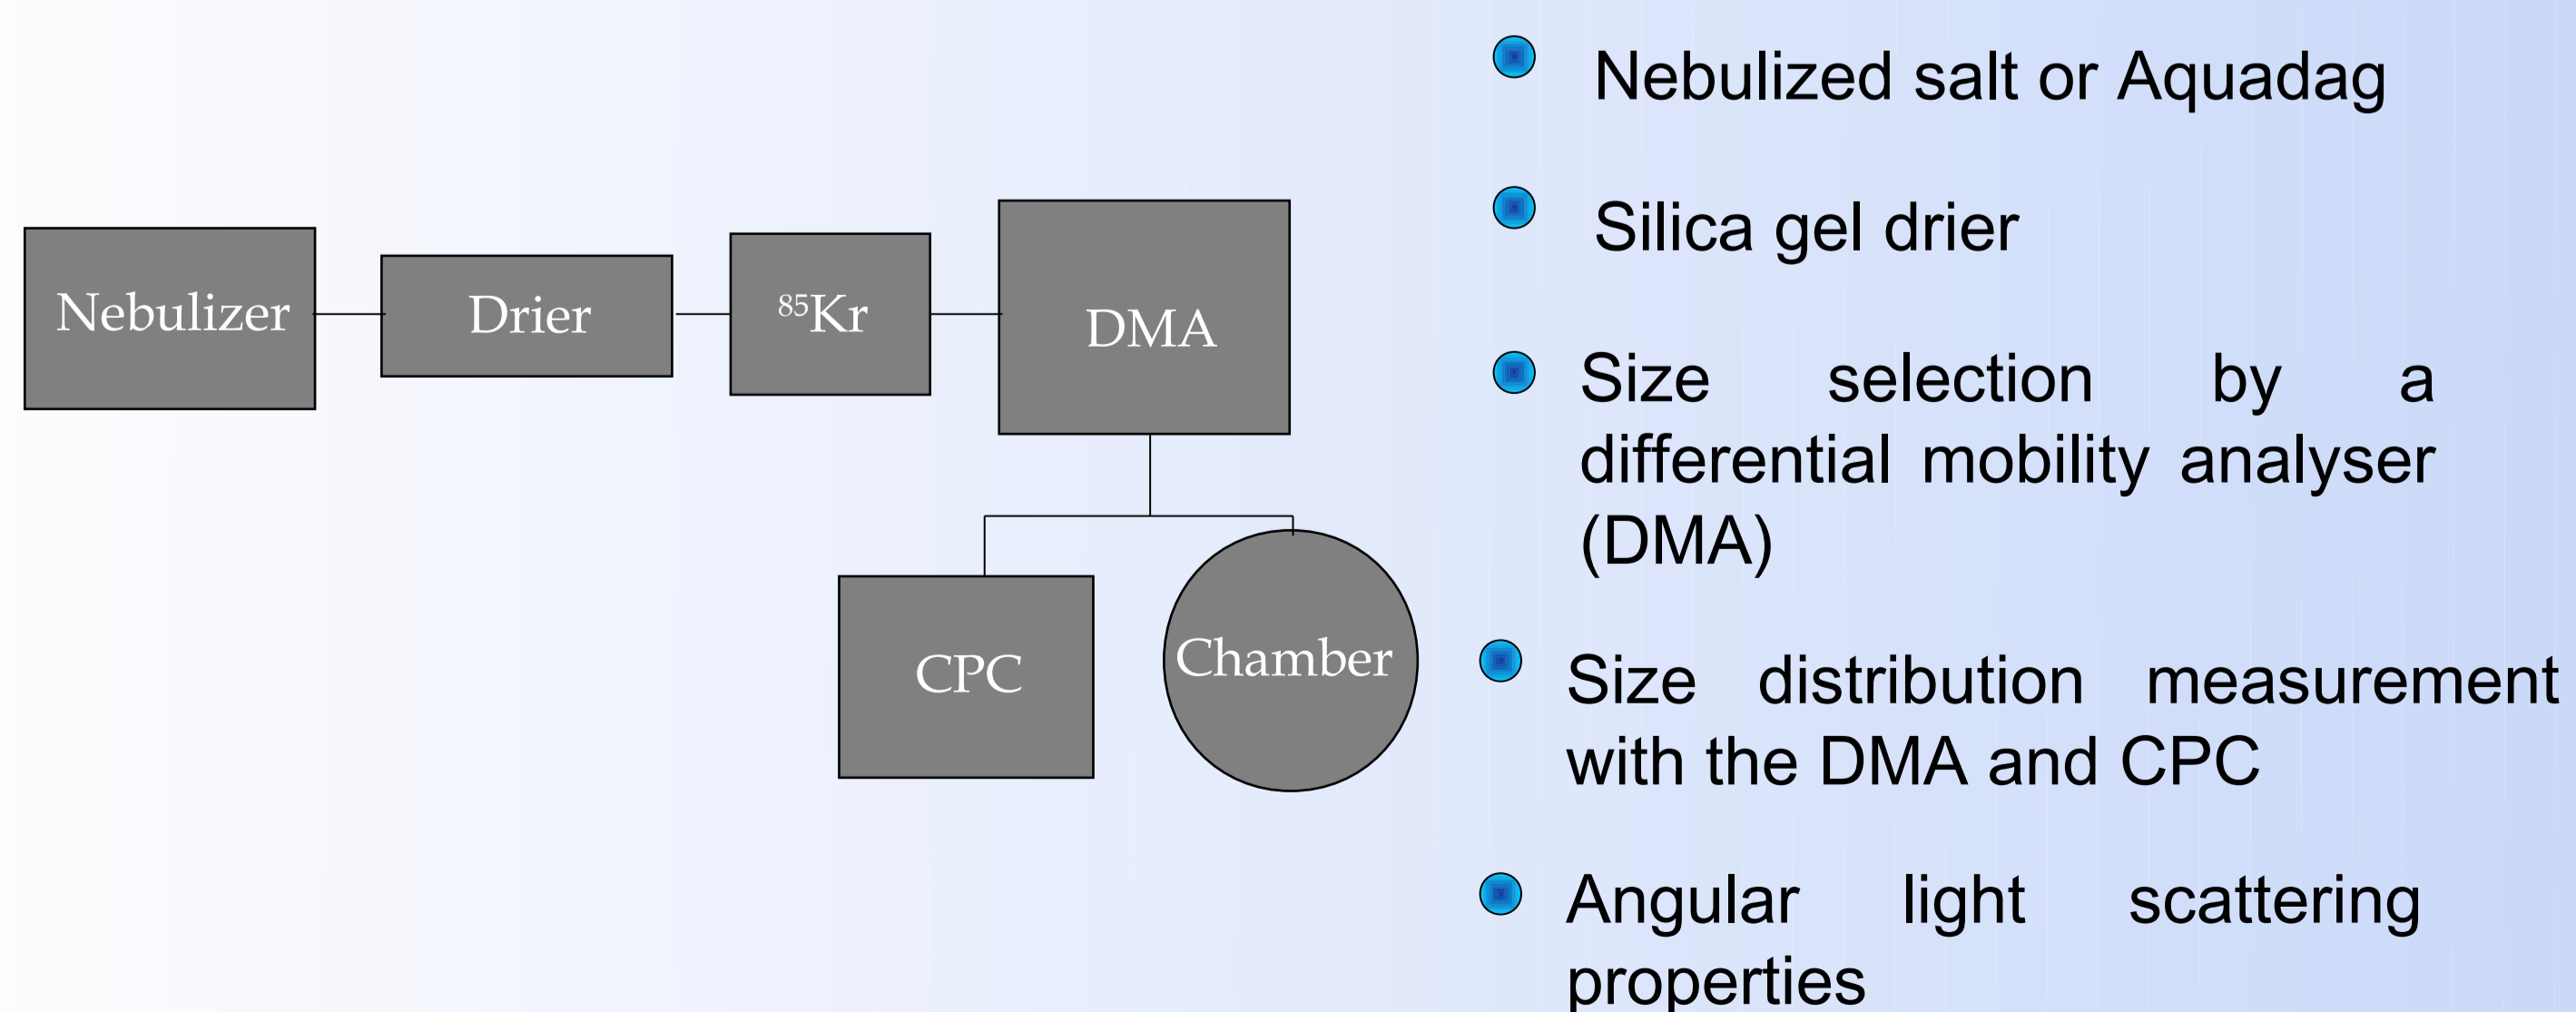 Nebulizer
Drier
⁸⁵Kr
DMA
CPC
Chamber
Nebulized salt or Aquadag
Silica gel drier
Size selection by a
differential mobility analyser
(DMA)
Size distribution measurement
with the DMA and CPC
Angular light scattering
properties